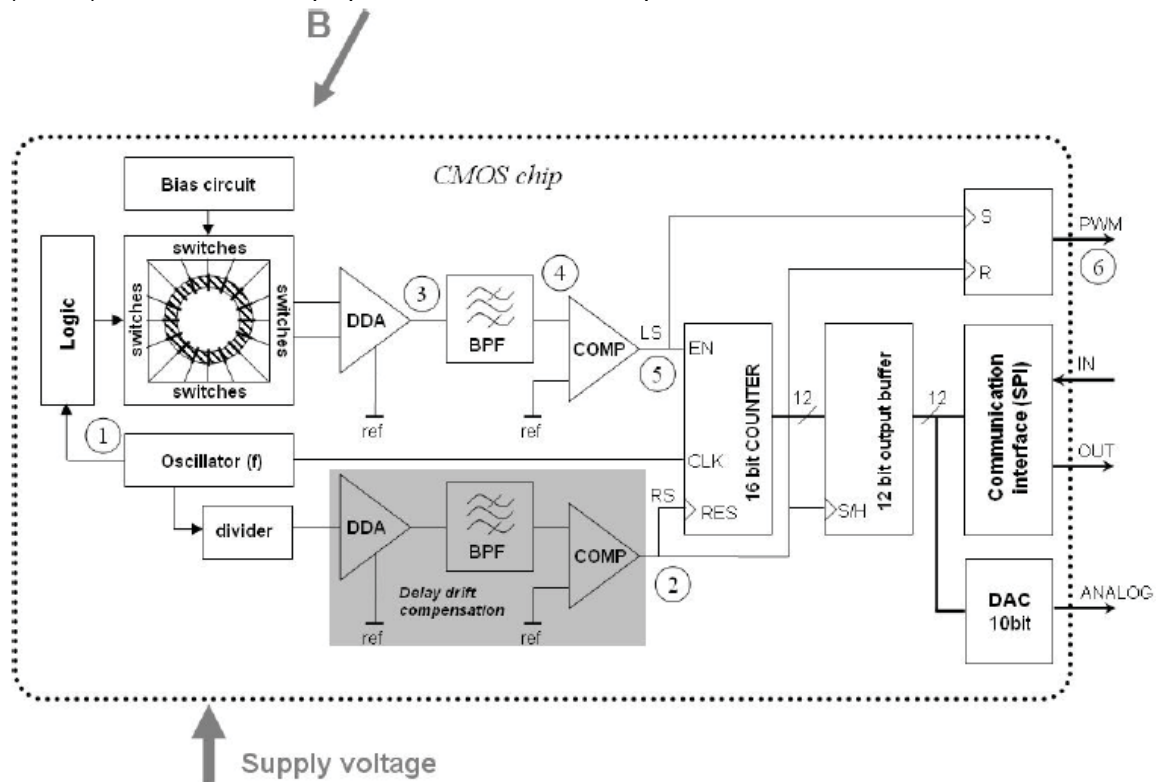 B
CMOS chip
Bias circuit
switches
switches
switches
switches
Logic
DDA
ref
3
BPF
4
COMP
ref
LS
5
EN
CLK
RES
16 bit COUNTER
12
12 bit output buffer
S/H
12
S
R
PWM
6
Communication
interface (SPI)
IN
OUT
DAC
10bit
ANALOG
1
Oscillator (f)
divider
DDA
ref
BPF
COMP
ref
Delay drift
compensation
RS
2
Supply voltage